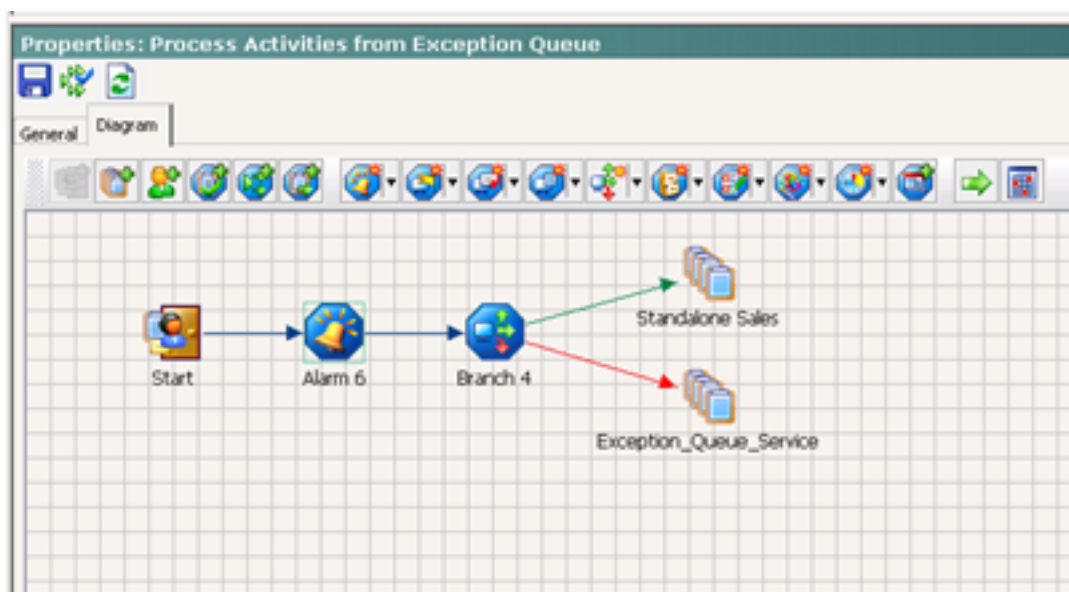 Properties: Process Activities from Exception Queue
General
Diagram
Standalone Sales
Start
Alarm 6
Branch 4
Exception_Queue_Service